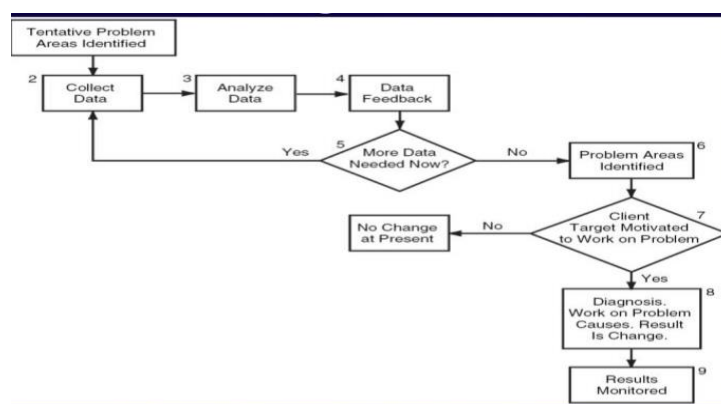 Tentative Problem
Areas Identified
2
Collect
Data
3
Analyze
Data
4
Data
Feedback
5
More Data
Needed Now?
Yes
No
6
Problem Areas
Identified
7
Client
Target Motivated
to Work on Problem
No
No Change
at Present
Yes
8
Diagnosis.
Work on Problem
Causes. Result
Is Change.
9
Results
Monitored